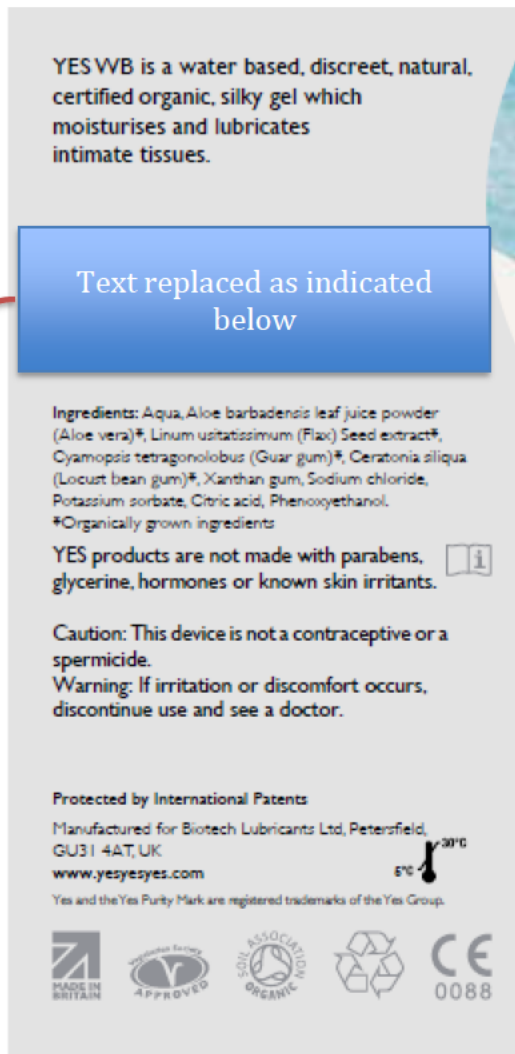 YES WB is a water based, discreet, natural,
certified organic, silky gel which
moisturises and lubricates
intimate tissues.
Text replaced as indicated
below
Ingredients: Aqua, Aloe barbadensis leaf juice powder
(Aloe vera)*, Linum usitatissimum (Flax) Seed extract*,
Cyamopsis tetragonolobus (Guar gum)*, Ceratonia siliqua
(Locust bean gum)*, Xanthan gum, Sodium chloride,
Potassium sorbate, Citric acid, Phenoxyethanol.
*Organically grown ingredients
YES products are not made with parabens,
glycerine, hormones or known skin irritants.
i
Caution: This device is not a contraceptive or a
spermicide.
Warning: If irritation or discomfort occurs,
discontinue use and see a doctor.
Protected by International Patents
Manufactured for Biotech Lubricants Ltd, Petersfield,
GU31 4AT, UK
30°C
www.yesyesyes.com
5°C
Yes and the Yes Purity Mark are registered trademarks of the Yes Group.
MADE IN
BRITAIN
Vegetarian Society
V
APPROVED
SOIL ASSOCIATION
ORGANIC
CE
0088